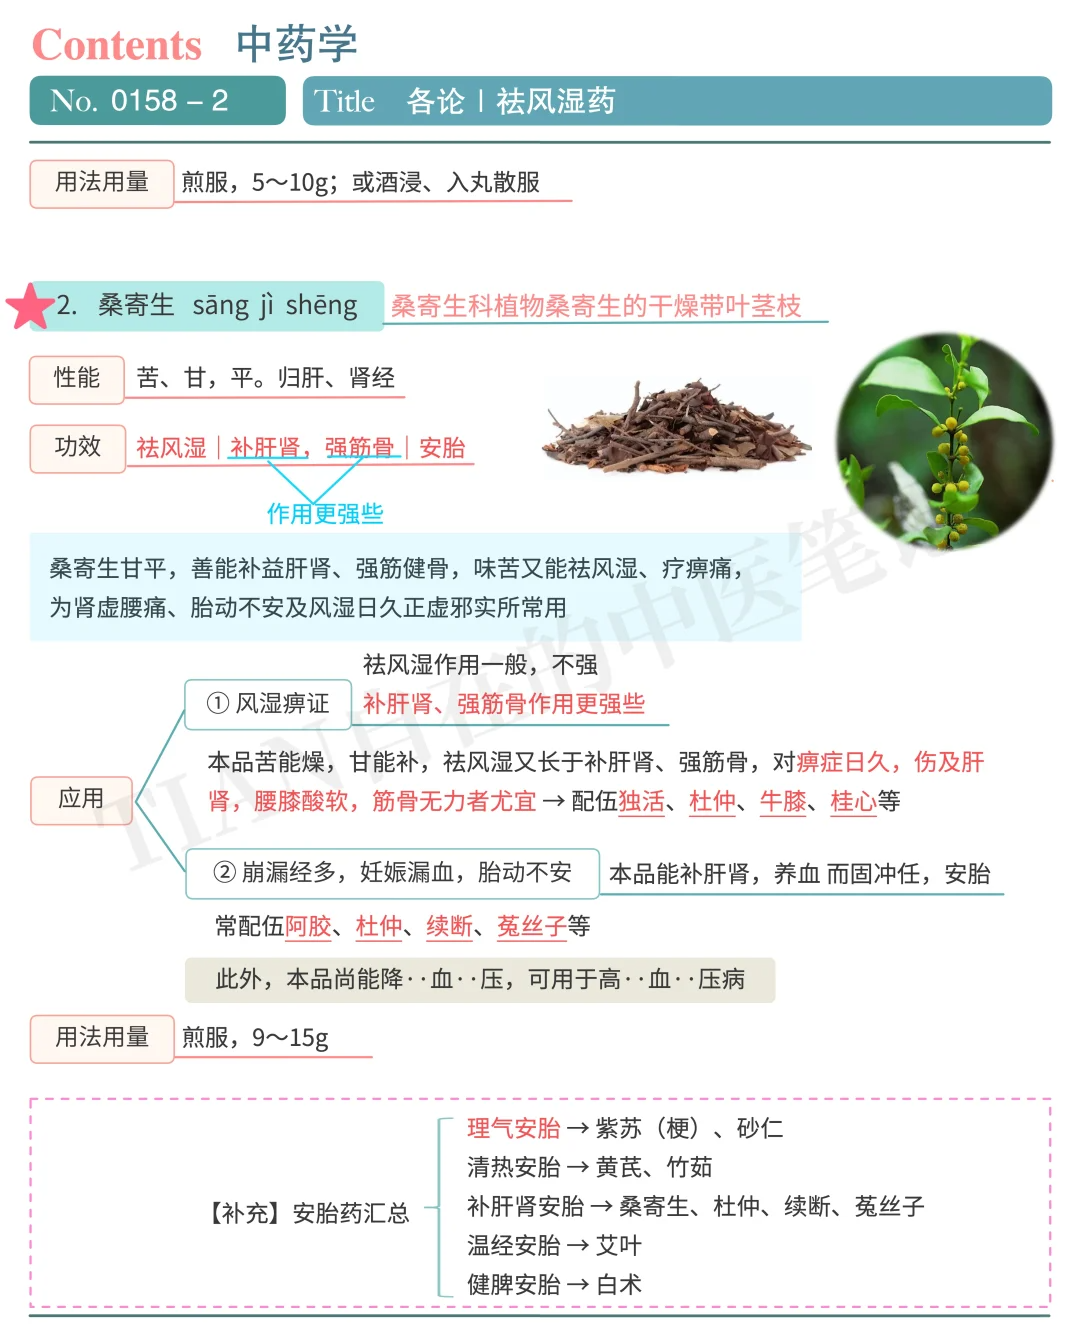 Contents 中药学
No. 0158 – 2 Title 各论 | 祛风湿药
用法用量 煎服，5～10g；或酒浸、入丸散服
2. 桑寄生 sāng jì shēng 桑寄生科植物桑寄生的干燥带叶茎枝
性能 苦、甘，平。归肝、肾经
功效 祛风湿｜补肝肾，强筋骨｜安胎
作用更强些
桑寄生甘平，善能补益肝肾、强筋健骨，味苦又能祛风湿、疗痹痛，
为肾虚腰痛、胎动不安及风湿日久正虚邪实所常用
祛风湿作用一般，不强
① 风湿痹证 补肝肾、强筋骨作用更强些
本品苦能燥，甘能补，祛风湿又长于补肝肾、强筋骨，对痹症日久，伤及肝
应用 肾，腰膝酸软，筋骨无力者尤宜 → 配伍独活、杜仲、牛膝、桂心等
② 崩漏经多，妊娠漏血，胎动不安 本品能补肝肾，养血 而固冲任，安胎
常配伍阿胶、杜仲、续断、菟丝子等
此外，本品尚能降··血··压，可用于高··血··压病
用法用量 煎服，9～15g
理气安胎 → 紫苏（梗）、砂仁
清热安胎 → 黄芪、竹茹
【补充】安胎药汇总 补肝肾安胎 → 桑寄生、杜仲、续断、菟丝子
温经安胎 → 艾叶
健脾安胎 → 白术
TIAN自在的中医笔